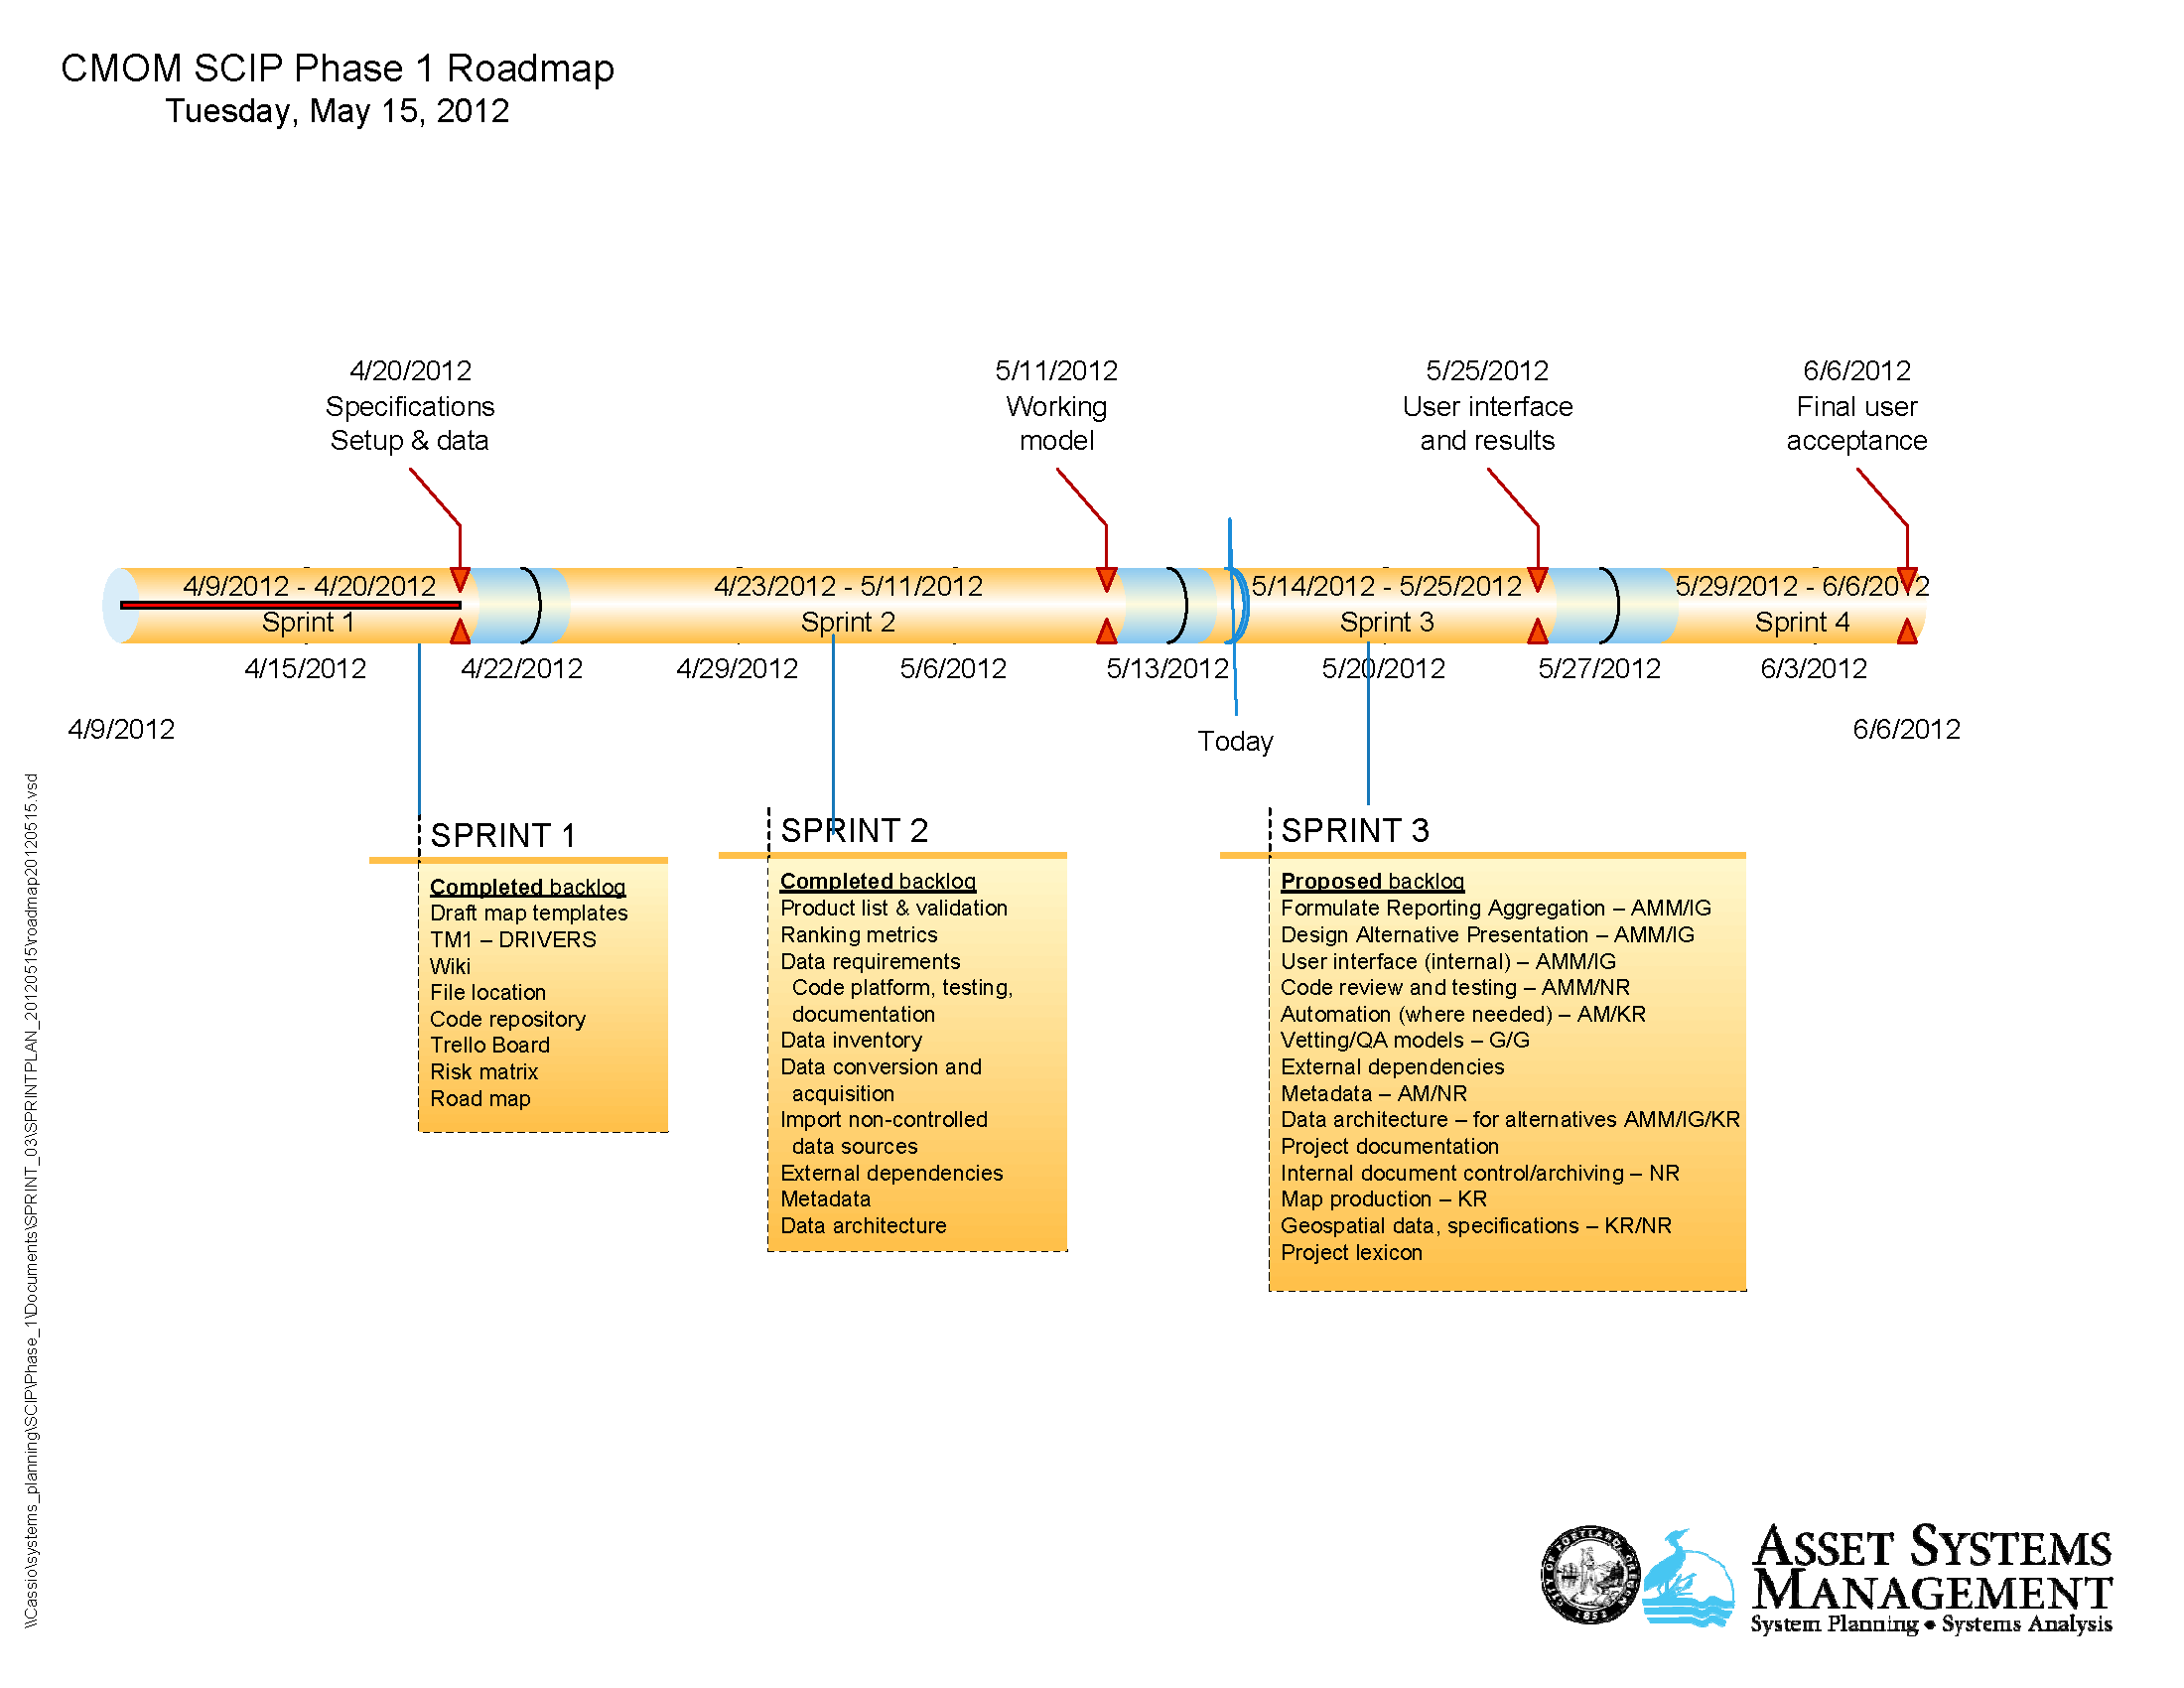 CMOM SCIP Phase 1 Roadmap
Tuesday, May 15, 2012
4/20/2012
Specifications
Setup & data
5/11/2012
Working
model
5/25/2012
User interface
and results
6/6/2012
Final user
acceptance
4/9/2012 - 4/20/2012
Sprint 1
4/23/2012 - 5/11/2012
Sprint 2
5/14/2012 - 5/25/2012
Sprint 3
5/29/2012 - 6/6/2012
Sprint 4
4/15/2012
4/22/2012
4/29/2012
5/6/2012
5/13/2012
5/20/2012
5/27/2012
6/3/2012
4/9/2012
Today
6/6/2012
SPRINT 1
Completed backlog
Draft map templates
TM1 – DRIVERS
Wiki
File location
Code repository
Trello Board
Risk matrix
Road map
SPRINT 2
Completed backlog
Product list & validation
Ranking metrics
Data requirements
Code platform, testing,
documentation
Data inventory
Data conversion and
acquisition
Import non-controlled
data sources
External dependencies
Metadata
Data architecture
SPRINT 3
Proposed backlog
Formulate Reporting Aggregation – AMM/IG
Design Alternative Presentation – AMM/IG
User interface (internal) – AMM/IG
Code review and testing – AMM/NR
Automation (where needed) – AM/KR
Vetting/QA models – G/G
External dependencies
Metadata – AM/NR
Data architecture – for alternatives AMM/IG/KR
Project documentation
Internal document control/archiving – NR
Map production – KR
Geospatial data, specifications – KR/NR
Project lexicon
\\Cassio\systems_planning\SCIP\Phase_1\Documents\SPRINT_03\SPRINTPLAN_20120515\roadmap20120515.vsd
CITY OF PORTLAND, OREGON
1851
ASSET SYSTEMS
MANAGEMENT
System Planning • Systems Analysis